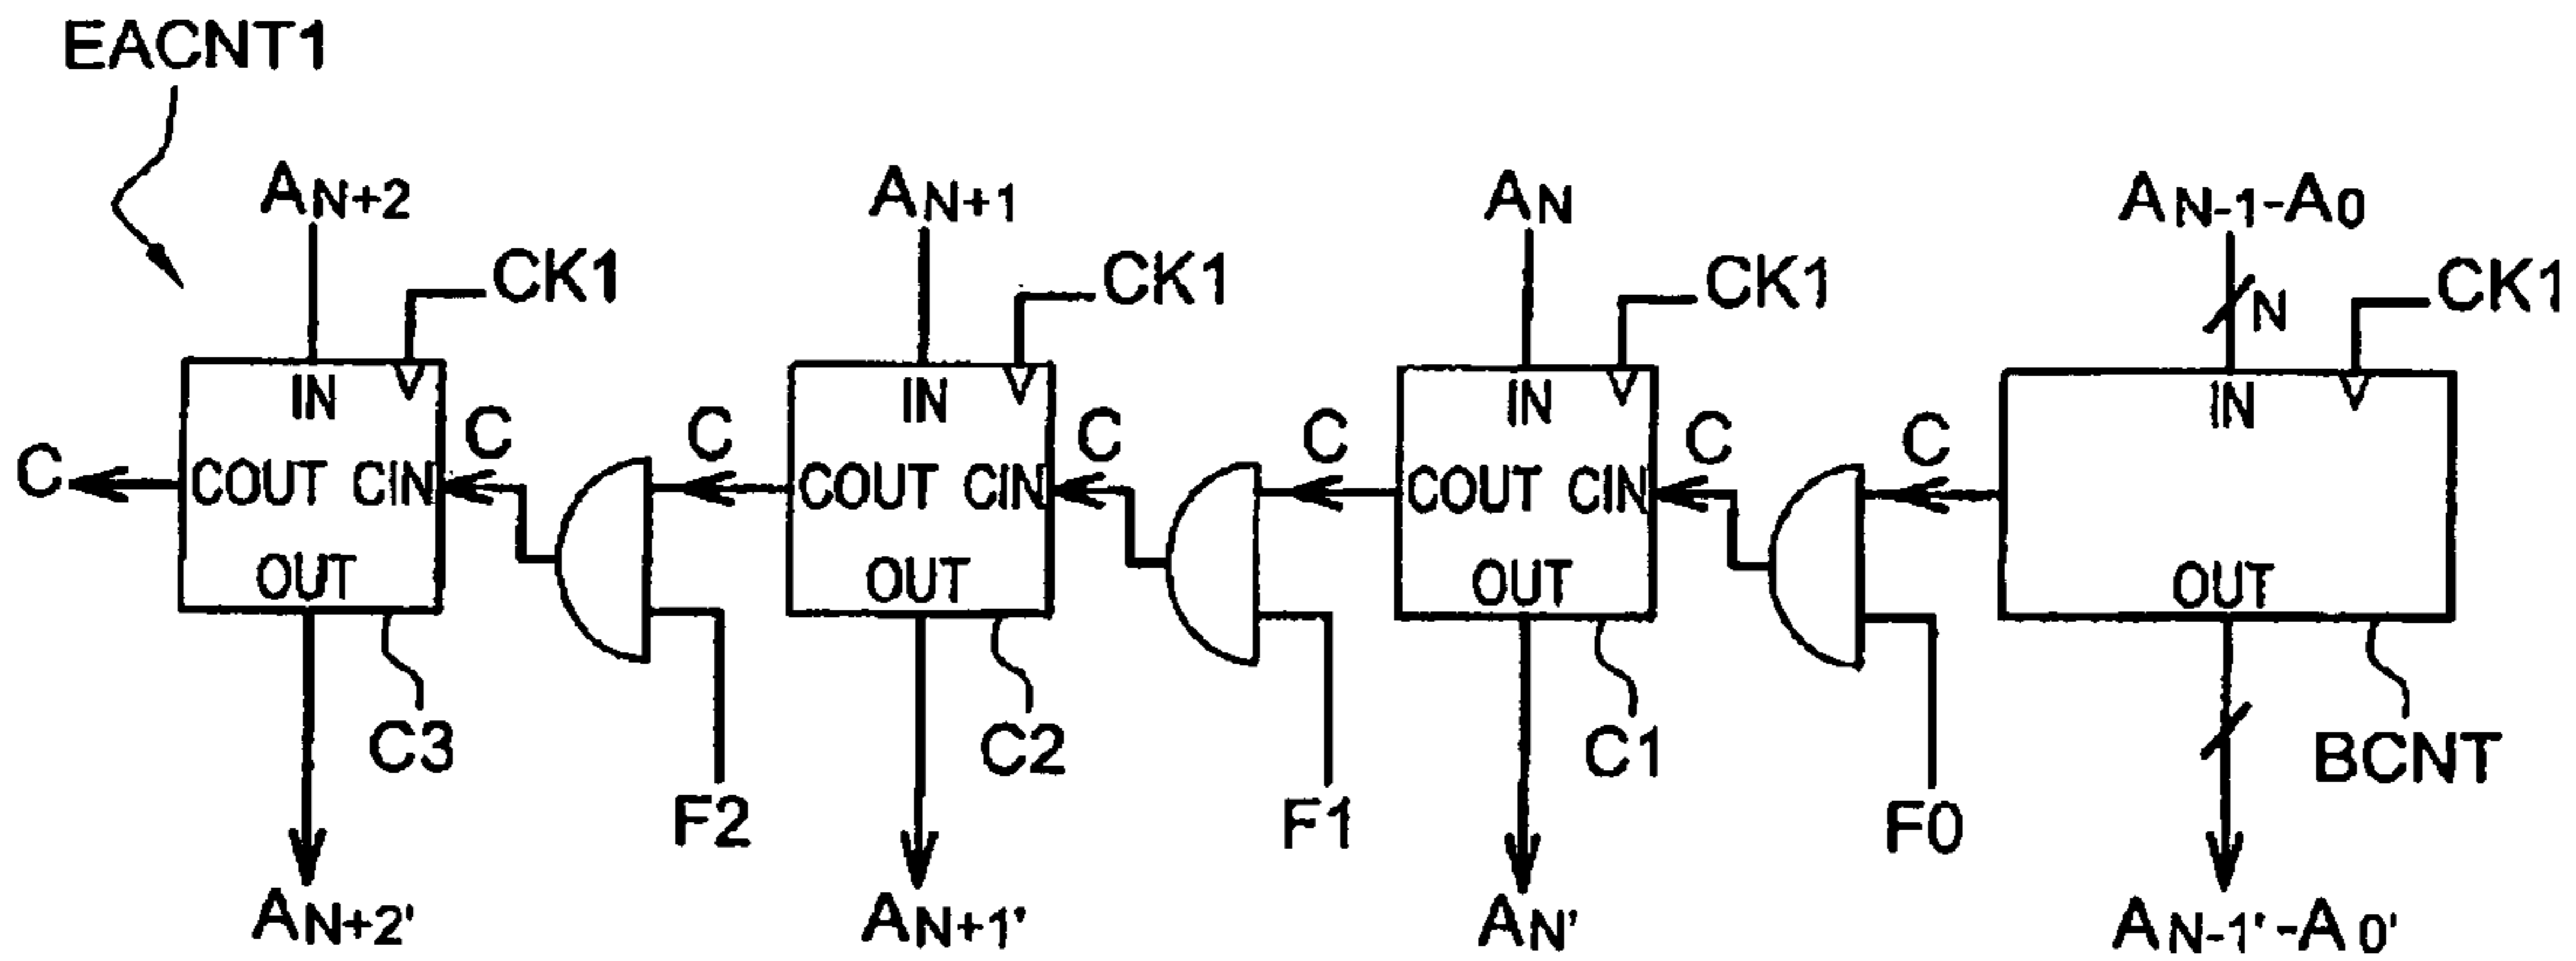 EACNT1
AN+2 AN+1 AN AN-1-A0
CK1 CK1 CK1 N CK1
IN IN IN IN
C C C C C C
C COUT CIN COUT CIN COUT CIN
OUT OUT OUT OUT
C3 C2 C1 BCNT
F2 F1 F0
AN+2' AN+1' AN' AN-1'-A0'